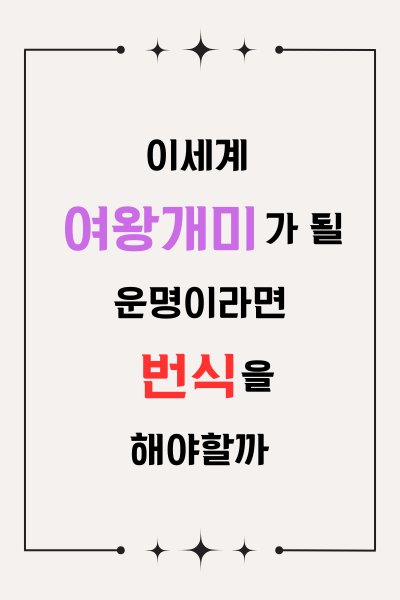 이세계
여왕개미가 될
운명이라면
번식을
해야할까